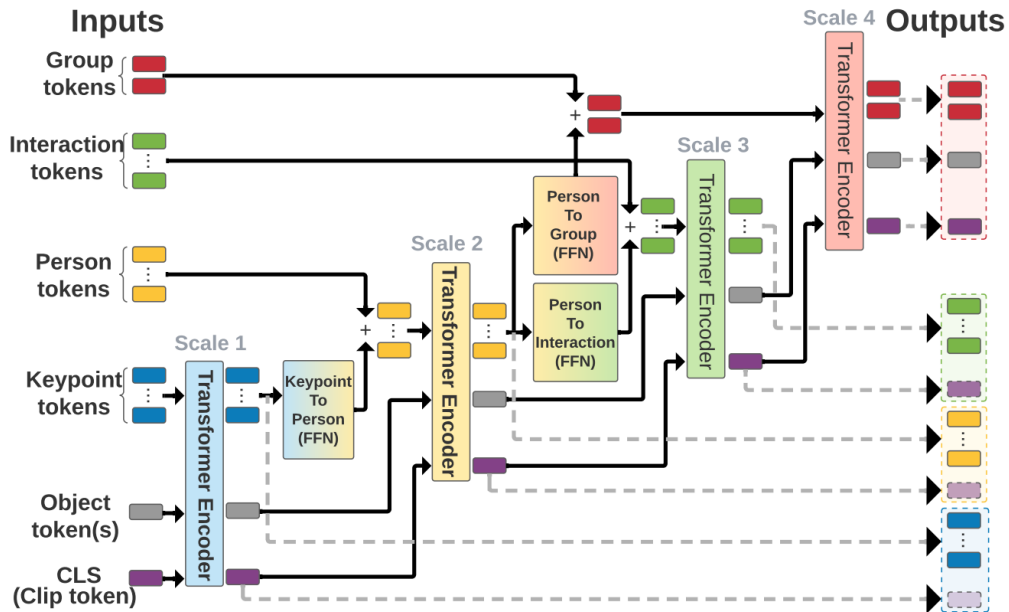 Inputs
Scale 4
Outputs
Group
tokens
Transformer Encoder
+
Interaction
tokens
Scale 3
Transformer Encoder
Person
To
Group
(FFN)
+
Scale 2
Transformer Encoder
Person
tokens
Person
To
Interaction
(FFN)
+
Scale 1
Transformer Encoder
Keypoint
tokens
Keypoint
To
Person
(FFN)
Object
token(s)
CLS
(Clip token)